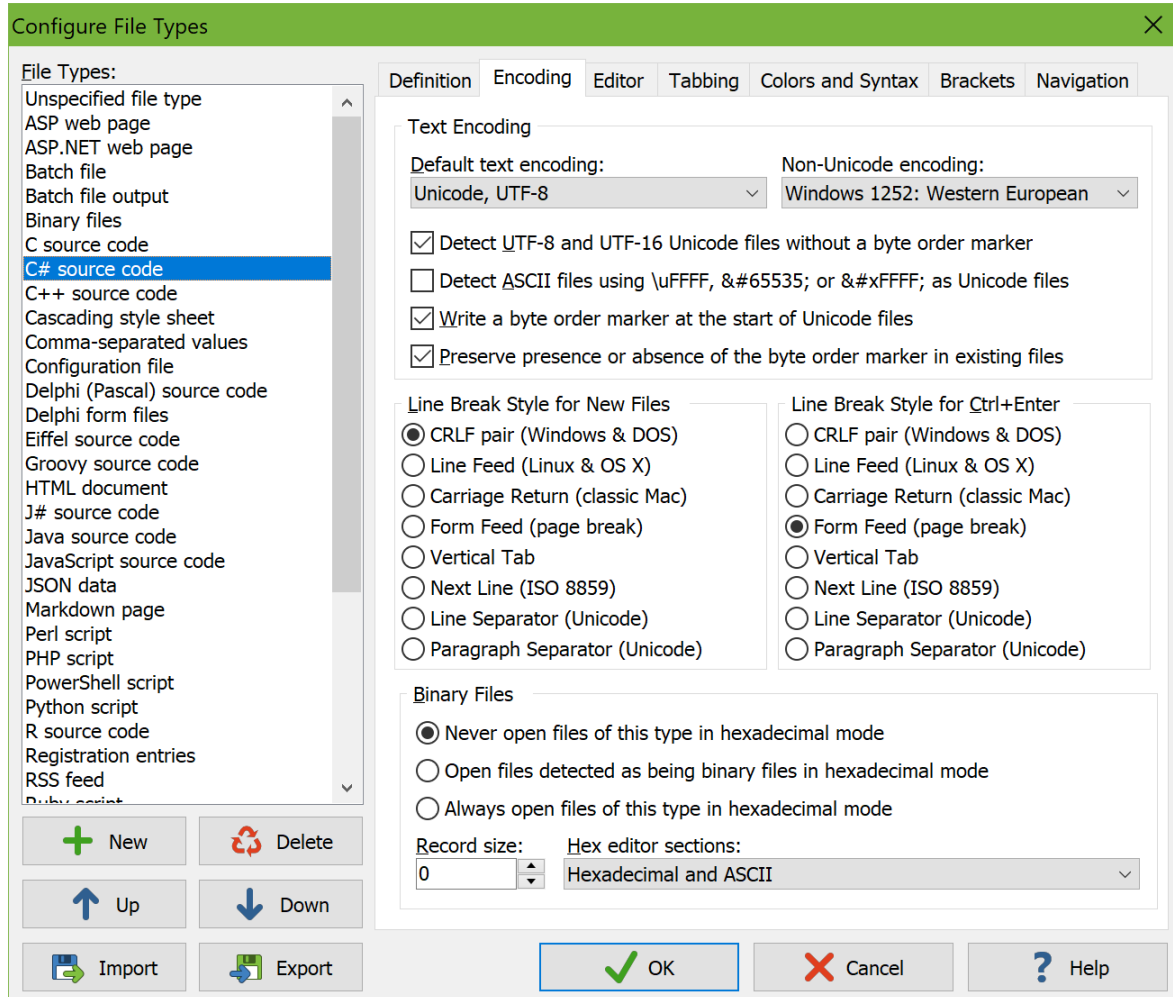 Configure File Types
File Types:
Unspecified file type
ASP web page
ASP.NET web page
Batch file
Batch file output
Binary files
C source code
C# source code
C++ source code
Cascading style sheet
Comma-separated values
Configuration file
Delphi (Pascal) source code
Delphi form files
Eiffel source code
Groovy source code
HTML document
J# source code
Java source code
JavaScript source code
JSON data
Markdown page
Perl script
PHP script
PowerShell script
Python script
R source code
Registration entries
RSS feed
Ruby script
New
Delete
Up
Down
Import
Export
Definition Encoding Editor Tabbing Colors and Syntax Brackets Navigation
Text Encoding
Default text encoding:
Unicode, UTF-8
Non-Unicode encoding:
Windows 1252: Western European
Detect UTF-8 and UTF-16 Unicode files without a byte order marker
Detect ASCII files using \uFFFF, &#65535; or &#xFFFF; as Unicode files
Write a byte order marker at the start of Unicode files
Preserve presence or absence of the byte order marker in existing files
Line Break Style for New Files
CRLF pair (Windows & DOS)
Line Feed (Linux & OS X)
Carriage Return (classic Mac)
Form Feed (page break)
Vertical Tab
Next Line (ISO 8859)
Line Separator (Unicode)
Paragraph Separator (Unicode)
Line Break Style for Ctrl+Enter
CRLF pair (Windows & DOS)
Line Feed (Linux & OS X)
Carriage Return (classic Mac)
Form Feed (page break)
Vertical Tab
Next Line (ISO 8859)
Line Separator (Unicode)
Paragraph Separator (Unicode)
Binary Files
Never open files of this type in hexadecimal mode
Open files detected as being binary files in hexadecimal mode
Always open files of this type in hexadecimal mode
Record size:
0
Hex editor sections:
Hexadecimal and ASCII
OK
Cancel
Help